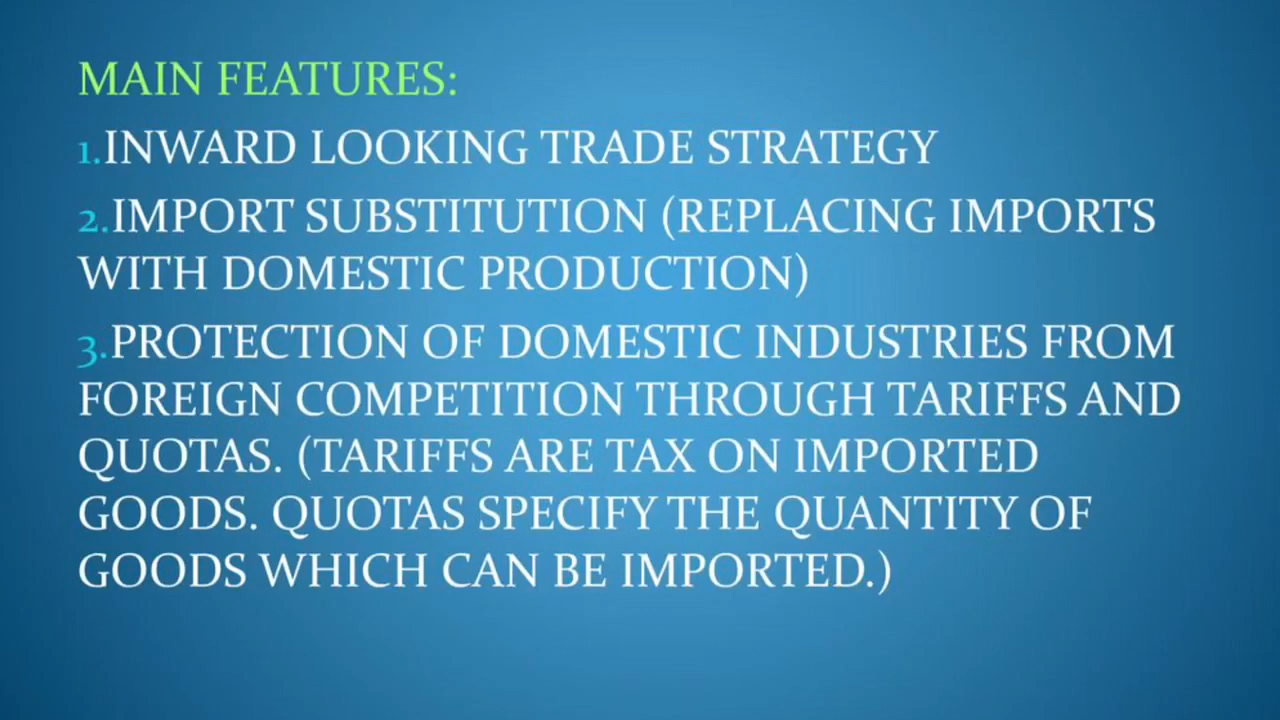 MAIN FEATURES:
1.INWARD LOOKING TRADE STRATEGY
2.IMPORT SUBSTITUTION (REPLACING IMPORTS
WITH DOMESTIC PRODUCTION)
3.PROTECTION OF DOMESTIC INDUSTRIES FROM
FOREIGN COMPETITION THROUGH TARIFFS AND
QUOTAS. (TARIFFS ARE TAX ON IMPORTED
GOODS. QUOTAS SPECIFY THE QUANTITY OF
GOODS WHICH CAN BE IMPORTED.)